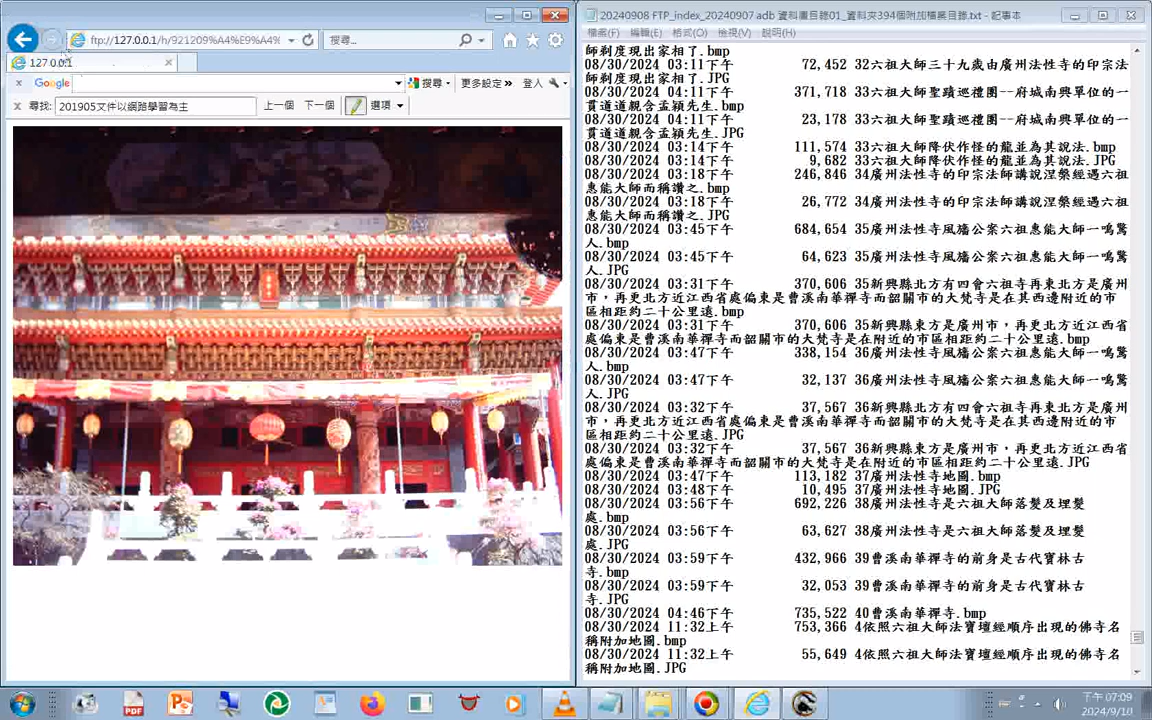 ftp://127.0.0.1/h/921209%A4%E9%A4%
搜尋...
127.0.0.1
Google
搜尋
更多設定 »
登入
尋找: 201905文件以網路學習為主
上一個 下一個 選項
20240908 FTP_index_20240907 adb 資料畫目錄01_資料夾394個附加檔案目錄.txt - 記事本
檔案(F) 編輯(E) 格式(O) 檢視(V) 說明(H)
師剃度現出家相了.bmp
08/30/2024 03:11下午 72,452 32六祖大師三十九歲由廣州法性寺的印宗法
師剃度現出家相了.JPG
08/30/2024 04:11下午 371,718 33六祖大師聖蹟巡禮團--府城南興單位的一
貫道道親含孟穎先生.bmp
08/30/2024 04:11下午 23,178 33六祖大師聖蹟巡禮團--府城南興單位的一
貫道道親含孟穎先生.JPG
08/30/2024 03:14下午 111,574 33六祖大師降伏作怪的龍並為其說法.bmp
08/30/2024 03:14下午 9,682 33六祖大師降伏作怪的龍並為其說法.JPG
08/30/2024 03:18下午 246,846 34廣州法性寺的印宗法師講說涅槃經遇六祖
惠能大師而稱讚之.bmp
08/30/2024 03:18下午 26,772 34廣州法性寺的印宗法師講說涅槃經遇六祖
惠能大師而稱讚之.JPG
08/30/2024 03:45下午 684,654 35廣州法性寺風旛公案六祖惠能大師一鳴驚
人.bmp
08/30/2024 03:45下午 64,623 35廣州法性寺風旛公案六祖惠能大師一鳴驚
人.JPG
08/30/2024 03:31下午 370,606 35新興縣北方有四會六祖寺再東北方是廣州
市，再更北方近江西省處偏東是曹溪南華禪寺而韶關市的大梵寺是在其西邊附近的市
區相距約二十公里遠.bmp
08/30/2024 03:31下午 370,606 35新興縣東方是廣州市，再更北方近江西省
處偏東是曹溪南華禪寺而韶關市的大梵寺是在附近的市區相距約二十公里遠.bmp
08/30/2024 03:47下午 338,154 36廣州法性寺風旛公案六祖惠能大師一鳴驚
人.bmp
08/30/2024 03:47下午 32,137 36廣州法性寺風旛公案六祖惠能大師一鳴驚
人.JPG
08/30/2024 03:32下午 37,567 36新興縣北方有四會六祖寺再東北方是廣州
市，再更北方近江西省處偏東是曹溪南華禪寺而韶關市的大梵寺是在其西邊附近的市
區相距約二十公里遠.JPG
08/30/2024 03:32下午 37,567 36新興縣東方是廣州市，再更北方近江西省
處偏東是曹溪南華禪寺而韶關市的大梵寺是在附近的市區相距約二十公里遠.JPG
08/30/2024 03:47下午 113,182 37廣州法性寺地圖.bmp
08/30/2024 03:48下午 10,495 37廣州法性寺地圖.JPG
08/30/2024 03:56下午 692,226 38廣州法性寺是六祖大師落髮及埋髮
處.bmp
08/30/2024 03:56下午 63,627 38廣州法性寺是六祖大師落髮及埋髮
處.JPG
08/30/2024 03:59下午 432,966 39曹溪南華禪寺的前身是古代寶林古
寺.bmp
08/30/2024 03:59下午 32,053 39曹溪南華禪寺的前身是古代寶林古
寺.JPG
08/30/2024 04:46下午 735,522 40曹溪南華禪寺.bmp
08/30/2024 11:32上午 753,366 4依照六祖大師法寶壇經順序出現的佛寺名
稱附加地圖.bmp
08/30/2024 11:32上午 55,649 4依照六祖大師法寶壇經順序出現的佛寺名
稱附加地圖.JPG
下午 07:09
2024/9/10